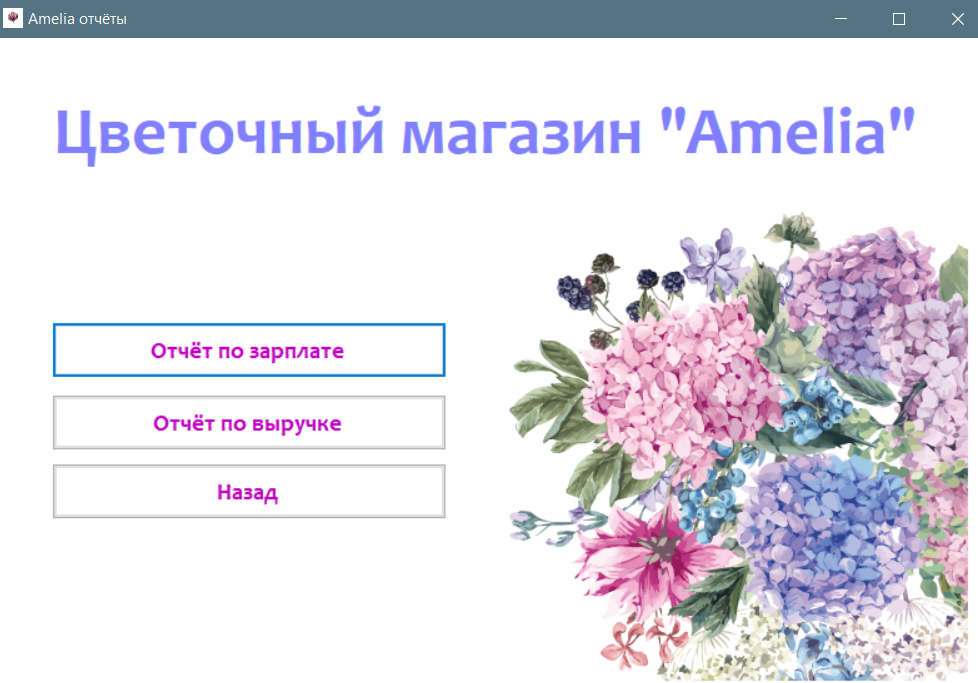 Amelia отчёты
Цветочный магазин "Amelia"
Отчёт по зарплате
Отчёт по выручке
Назад